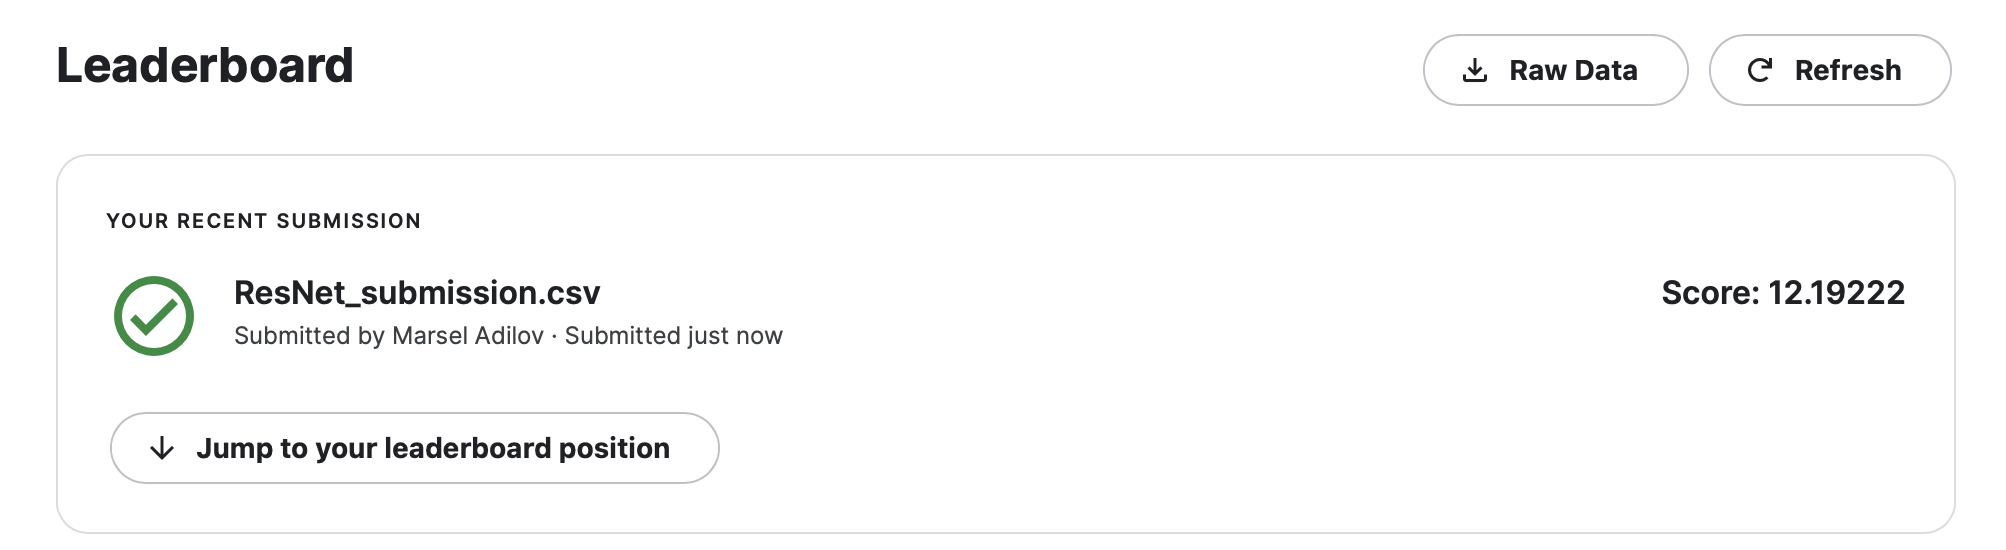 Leaderboard
Raw Data
Refresh
YOUR RECENT SUBMISSION
ResNet_submission.csv
Score: 12.19222
Submitted by Marsel Adilov · Submitted just now
Jump to your leaderboard position